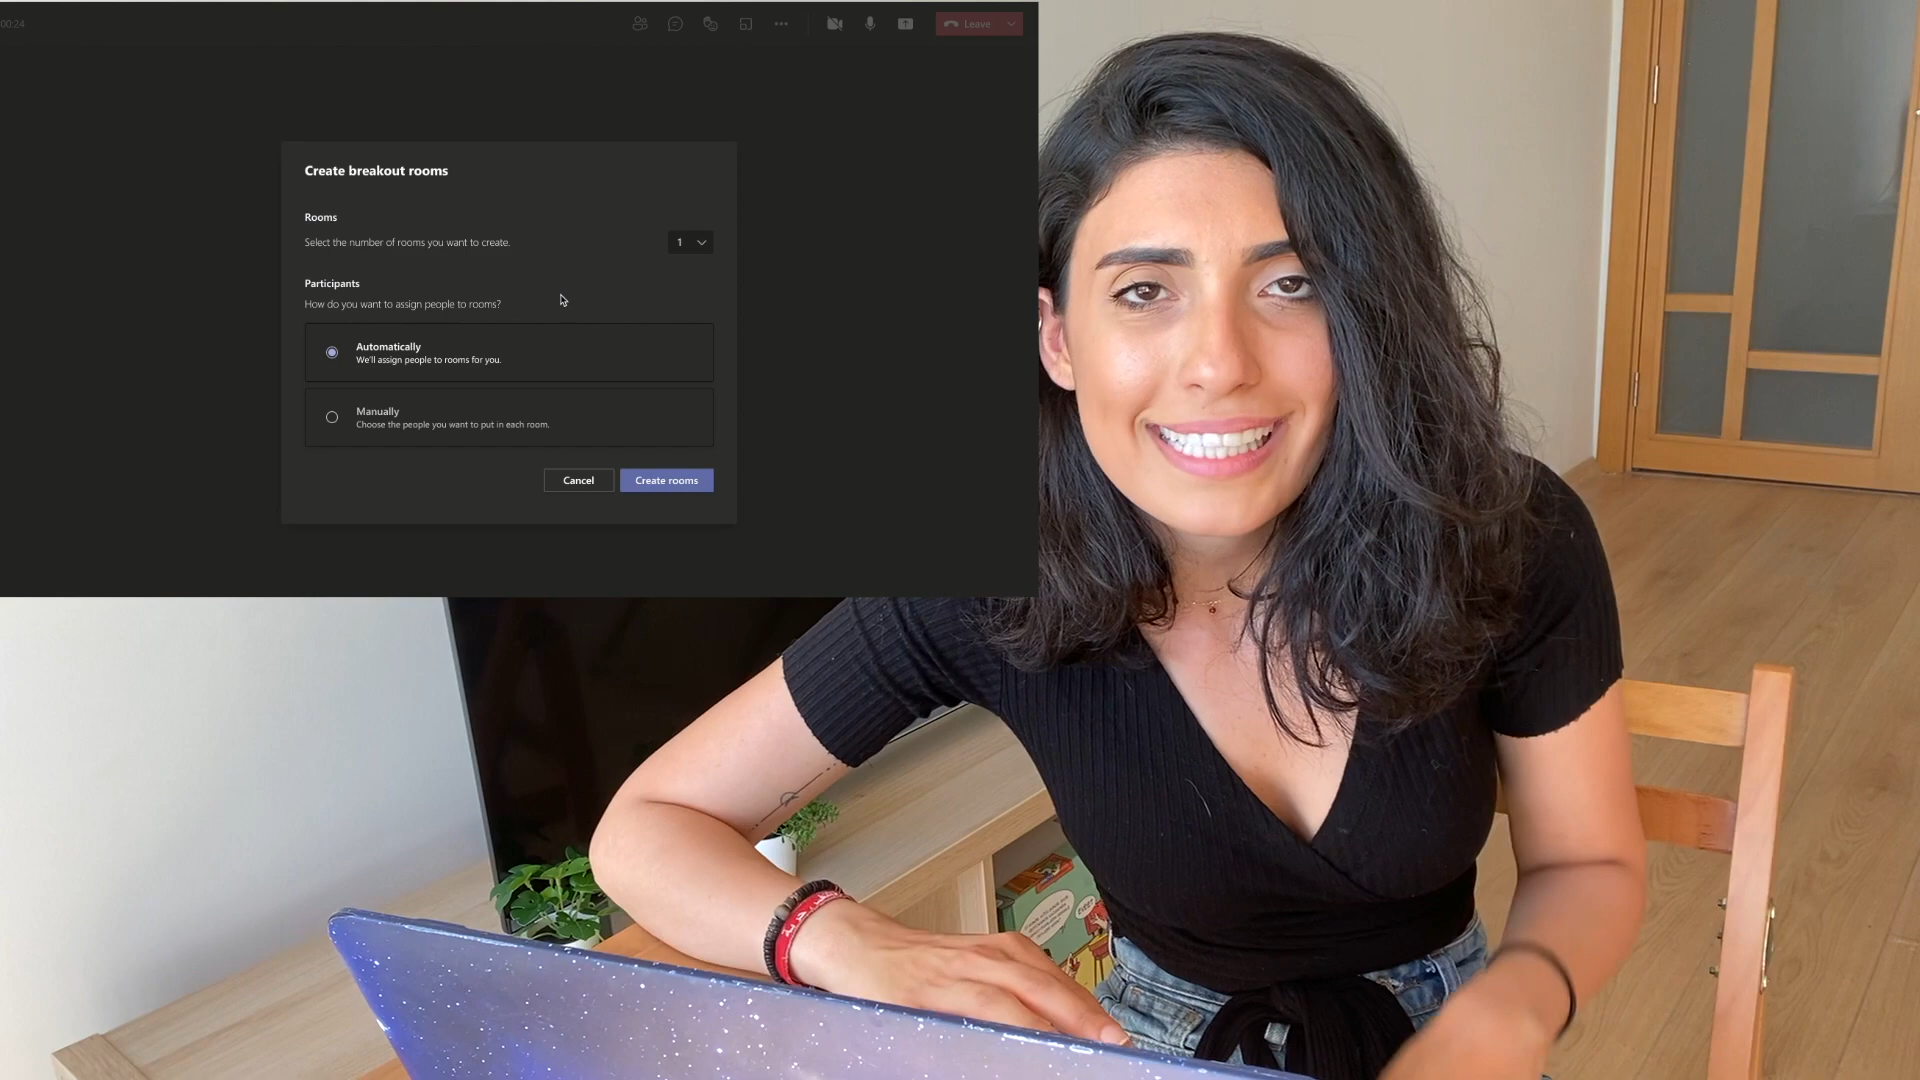 00:24
Leave
Create breakout rooms
Rooms
Select the number of rooms you want to create.
1
Participants
How do you want to assign people to rooms?
Automatically
We'll assign people to rooms for you.
Manually
Choose the people you want to put in each room.
Cancel
Create rooms